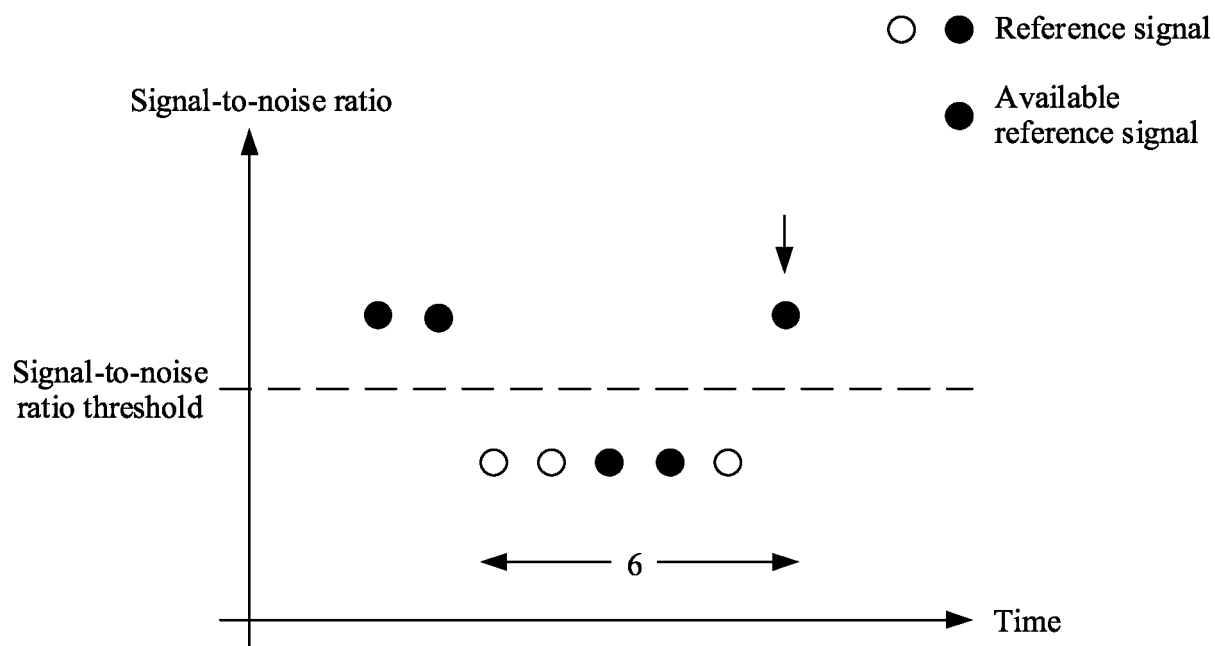 Reference signal
Available
reference signal
Signal-to-noise ratio
Signal-to-noise
ratio threshold
6
Time